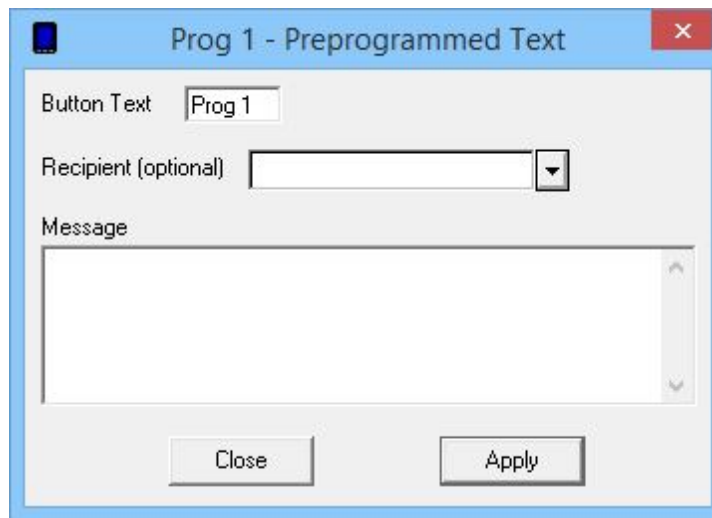 Prog 1 - Preprogrammed Text
Button Text Prog 1
Recipient (optional)
Message
Close Apply